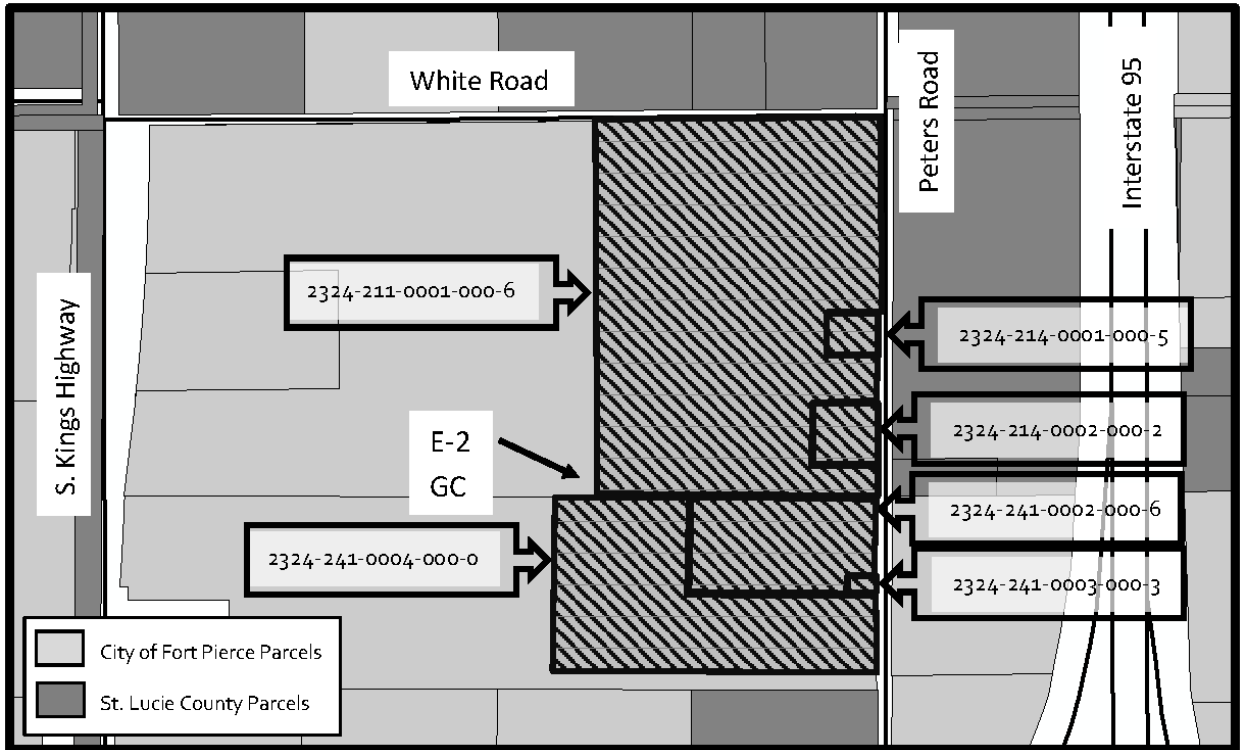 White Road
Peters Road
Interstate 95
S. Kings Highway
2324-211-0001-000-6
2324-214-0001-000-5
2324-214-0002-000-2
E-2
GC
2324-241-0002-000-6
2324-241-0004-000-0
2324-241-0003-000-3
City of Fort Pierce Parcels
St. Lucie County Parcels